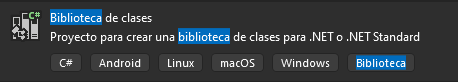 C#
Biblioteca de clases
Proyecto para crear una biblioteca de clases para .NET o .NET Standard
C# Android Linux macOS Windows Biblioteca